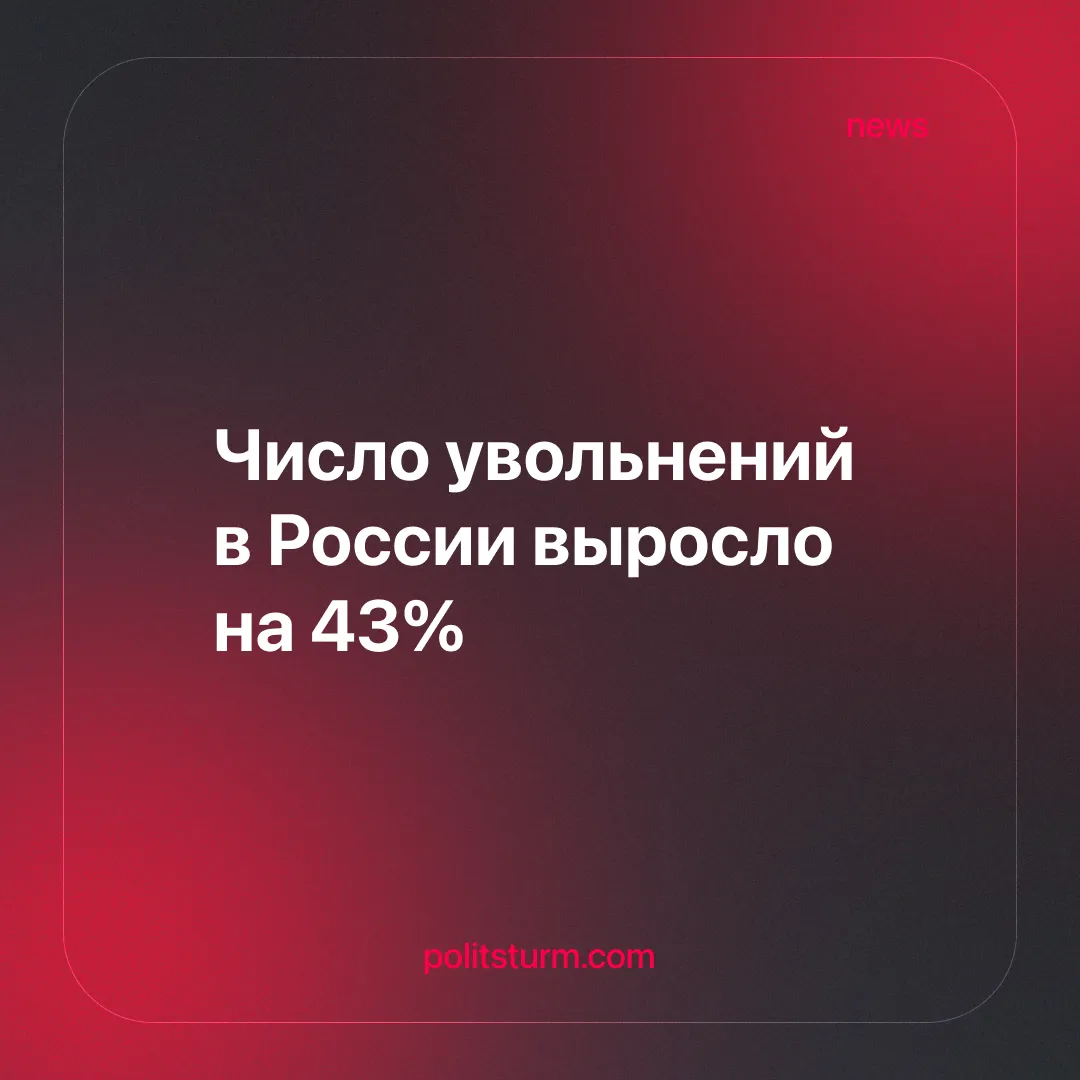 news
Число увольнений
в России выросло
на 43%
politsturm.com